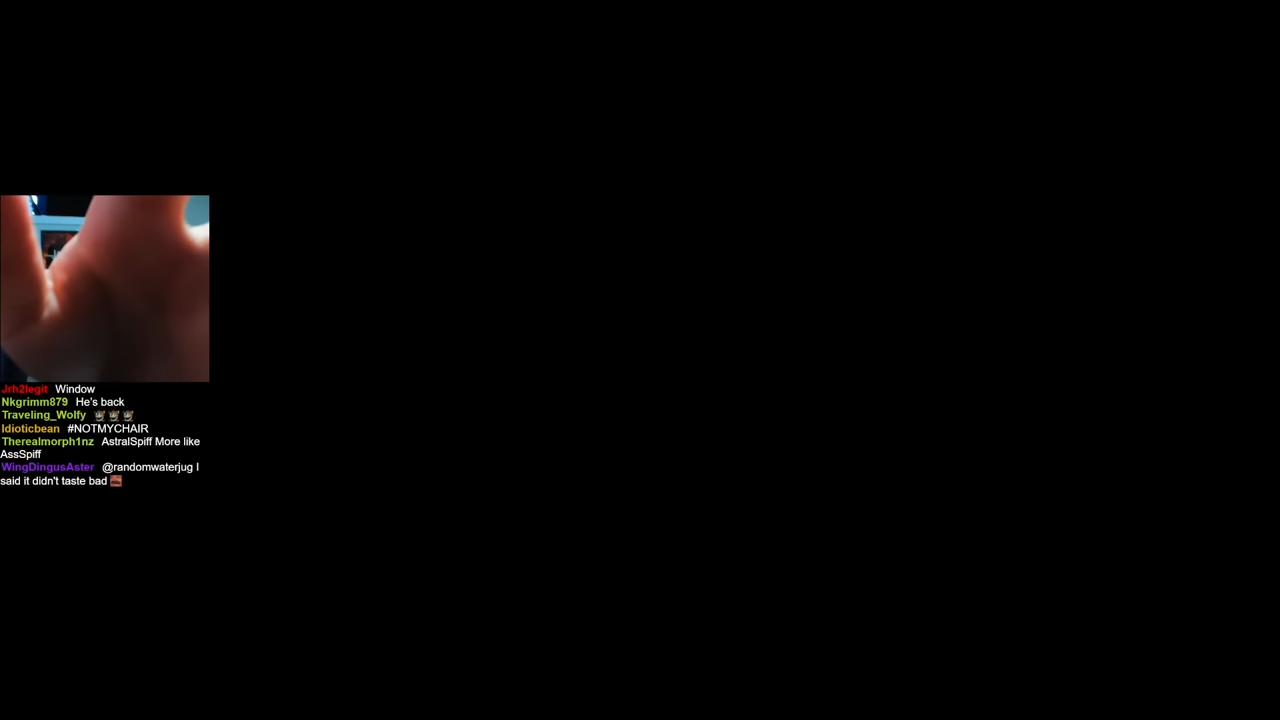 Jrh2legit Window
Nkgrimm879 He's back
Traveling_Wolfy
Idioticbean #NOTMYCHAIR
Therealmorph1nz AstralSpiff More like
AssSpiff
WingDingusAster @randomwaterjug I
said it didn't taste bad